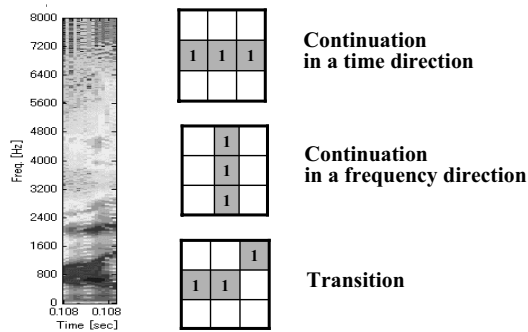 8000
7200
6400
5600
4800
4000
3200
2400
1600
800
0
Freq. [Hz]
0.108 0.108
Time [sec]
1 1 1
Continuation
in a time direction
1
1
1
Continuation
in a frequency direction
1
1 1
Transition